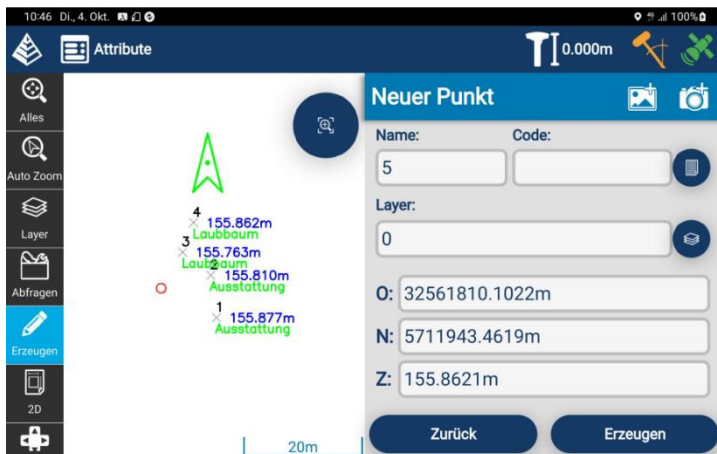 10:46 Di., 4. Okt.
100%
Attribute
0.000m
Alles
Auto Zoom
Layer
Abfragen
Erzeugen
2D
4
155.862m
Laubbaum
3
155.763m
Laubbaum
2
155.810m
Ausstattung
1
155.877m
Ausstattung
20m
Neuer Punkt
Name: Code:
5
Layer:
0
O: 32561810.1022m
N: 5711943.4619m
Z: 155.8621m
Zurück Erzeugen